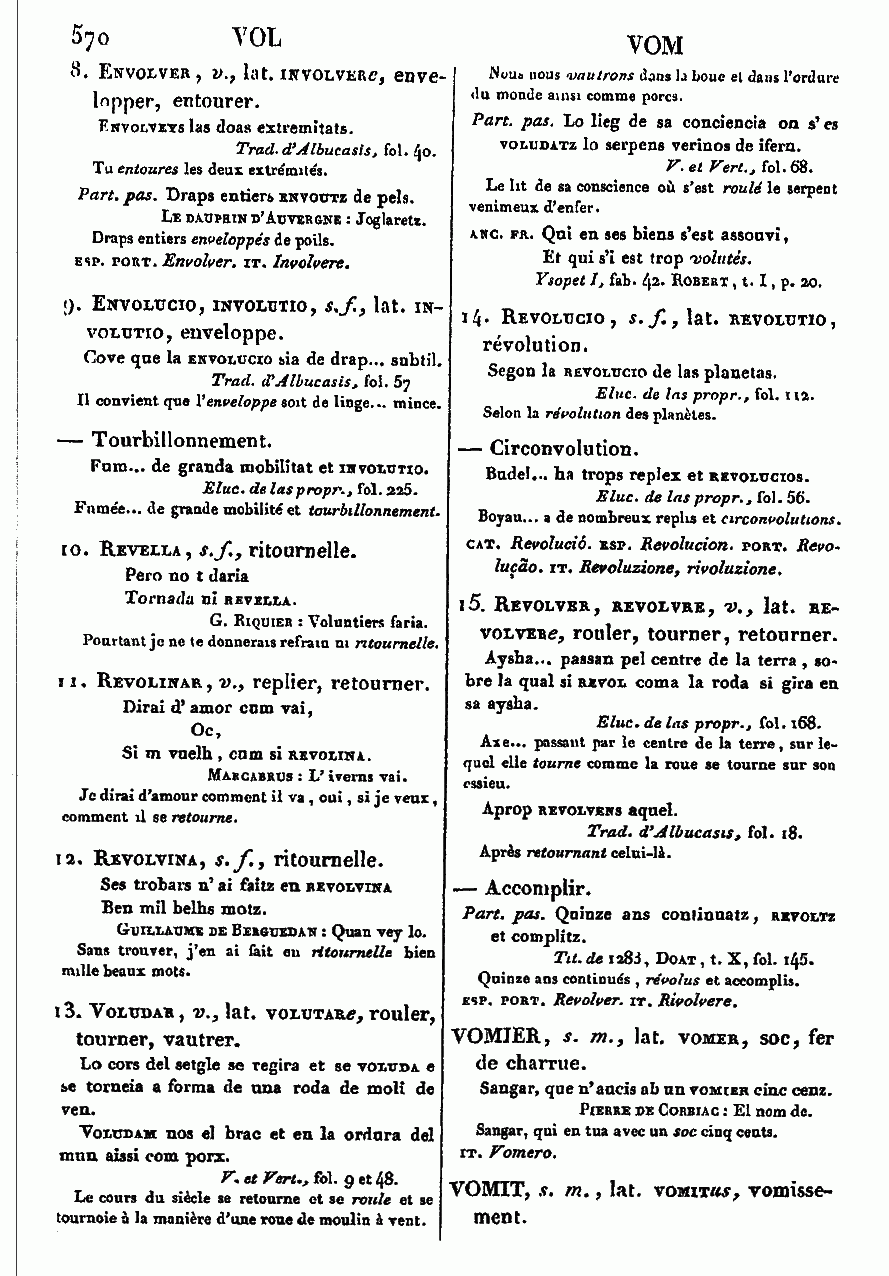 570 VOL
8. ENVOLVER, v., lat. INVOLVERe, enve-
lopper, entourer.
ENVOLVETS las doas extremitats.
Trad. d'Albucasis, fol. 40.
Tu entoures les deux extrémités.
Part. pas. Draps entiers ENVOUTZ de pels.
LE DAUPHIN D'AUVERGNE : Joglaretz.
Draps entiers enveloppés de poils.
ESP. PORT. Envolver. IT. Involvere.
9. ENVOLUCIO, INVOLUTIO, s. f., lat. IN-
VOLUTIO, enveloppe.
Cove que la ENVOLUCIO sia de drap... subtil.
Trad. d'Albucasis, fol. 57
Il convient que l'enveloppe soit de linge... mince.
— Tourbillonnement.
Fum... de granda mobilitat et INVOLUTIO.
Eluc. de las propr., fol. 225.
Fumée... de grande mobilité et tourbillonnement.
10. REVELLA, s. f., ritournelle.
Pero no t daria
Tornada ni REVELLA.
G. RIQUIER : Voluntiers faria.
Pourtant je ne te donnerais refrain ni ritournelle.
11. REVOLINAR, v., replier, retourner.
Dirai d' amor cum vai,
Oc,
Si m vuelh, cum si REVOLINA.
MARCABRUS : L' iverns vai.
Je dirai d'amour comment il va, oui, si je veux,
comment il se retourne.
12. REVOLVINA, s. f., ritournelle.
Ses trobars n' ai faitz en REVOLVINA
Ben mil belhs motz.
GUILLAUME DE BERGUEDAN : Quan vey lo.
Sans trouver, j'en ai fait en ritournelle bien
mille beaux mots.
13. VOLUDAR, v., lat. VOLUTARe, rouler,
tourner, vautrer.
Lo cors del setgle se regira et se VOLUDA e
se torneia a forma de una roda de moli de
ven.
VOLUDAM nos el brac et en la ordura del
mun aissi com porx.
V. et Vert., fol. 9 et 48.
Le cours du siècle se retourne et se roule et se
tournoie à la manière d'une roue de moulin à vent.
VOM
Nous nous vautrons dans la boue et dans l'ordure
du monde ainsi comme porcs.
Part. pas. Lo lieg de sa conciencia on s' es
VOLUDATZ lo serpens verinos de ifern.
V. et Vert., fol. 68.
Le lit de sa conscience où s'est roulé le serpent
venimeux d'enfer.
ANC. FR. Qui en ses biens s'est assouvi,
Et qui s'i est trop volutés.
Ysopet I, fab. 42. ROBERT, t. I, p. 20.
14. REVOLUCIO, s. f., lat. REVOLUTIO,
révolution.
Segon la REVOLUCIO de las planetas.
Eluc. de las propr., fol. 112.
Selon la révolution des planètes.
— Circonvolution.
Budel... ha trops replex et REVOLUCIOS.
Eluc. de las propr., fol. 56.
Boyau... a de nombreux replis et circonvolutions.
CAT. Revolució. ESP. Revolucion. PORT. Revo-
lução. IT. Revoluzione, rivoluzione.
15. REVOLVER, REVOLVRE, v., lat. RE-
VOLVERe, rouler, tourner, retourner.
Aysha... passan pel centre de la terra, so-
bre la qual si REVOL coma la roda si gira en
sa aysha.
Eluc. de las propr., fol. 168.
Axe... passant par le centre de la terre, sur le-
quel elle tourne comme la roue se tourne sur son
essieu.
Aprop REVOLVENS aquel.
Trad. d'Albucasis, fol. 18.
Après retournant celui-là.
— Accomplir.
Part. pas. Quinze ans continuatz, REVOLTZ
et complitz.
Tit. de 1283, DOAT, t. X, fol. 145.
Quinze ans continués, révolus et accomplis.
ESP. PORT. Revolver. IT. Rivolvere.
VOMIER, s. m., lat. VOMER, soc, fer
de charrue.
Sangar, que n'aucis ab un VOMIER cinc cenz.
PIERRE DE CORBIAC : El nom de.
Sangar, qui en tua avec un soc cinq cents.
IT. Vomero.
VOMIT, s. m., lat. VOMITus, vomisse-
ment.